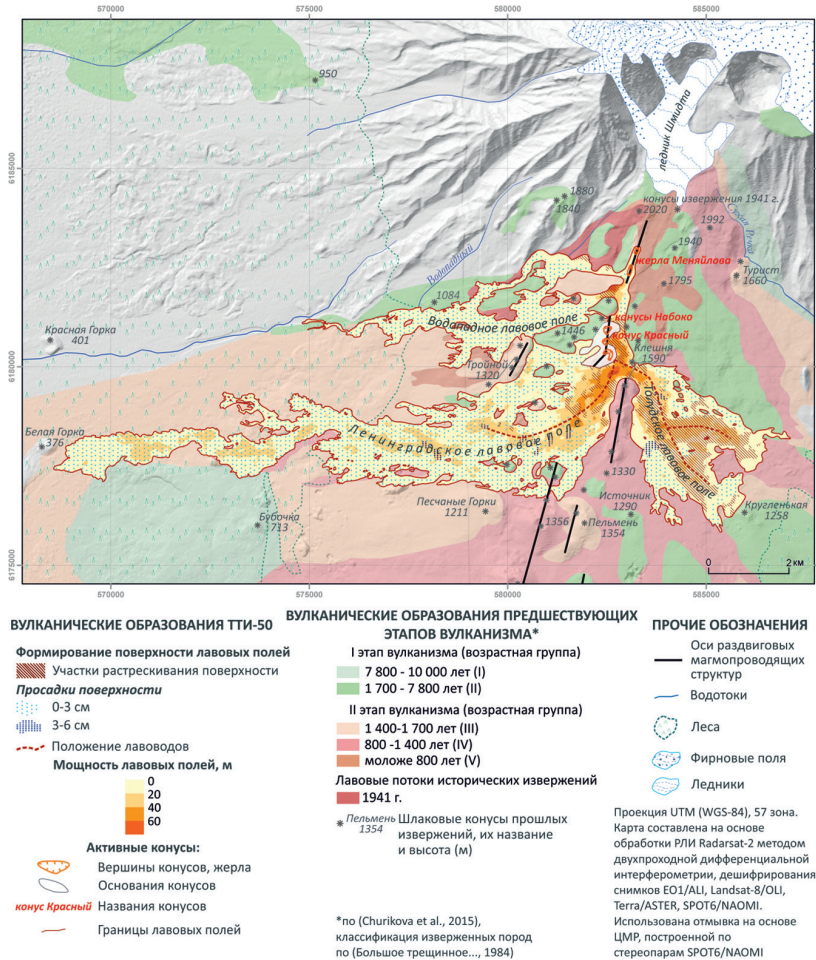 570000
575000
580000
585000
950
6185000
ледник Шмидта
1880
1840
конусы извержения 1941 г.
2020
1992
Сухая Речка
1940
Водопадный
жерла Меняйлова
Турист
1660
1795
1084
Водопадное лавовое поле
конусы Набоко
1446
конус Красный
Красная Горка
401
Клешня
1590
6180000
Тройной
1320
Толудское лавовое поле
Ленинградское лавовое поле
Белая Горка
376
1330
Песчаные Горки
1211
Источник
1290
Кругленькая
1258
Бубочка
713
1356
Пельмень
1354
6175000
0
2 км
570000
575000
580000
585000
ВУЛКАНИЧЕСКИЕ ОБРАЗОВАНИЯ ТТИ-50
Формирование поверхности лавовых полей
Участки растрескивания поверхности
Просадки поверхности
0-3 см
3-6 см
Положение лавоводов
Мощность лавовых полей, м
0
20
40
60
Активные конусы:
Вершины конусов, жерла
Основания конусов
конус Красный Названия конусов
Границы лавовых полей
ВУЛКАНИЧЕСКИЕ ОБРАЗОВАНИЯ ПРЕДШЕСТВУЮЩИХ
ЭТАПОВ ВУЛКАНИЗМА*
I этап вулканизма (возрастная группа)
7 800 - 10 000 лет (I)
1 700 - 7 800 лет (II)
II этап вулканизма (возрастная группа)
1 400-1 700 лет (III)
800 -1 400 лет (IV)
моложе 800 лет (V)
Лавовые потоки исторических извержений
1941 г.
Пельмень
1354
Шлаковые конусы прошлых
извержений, их название
и высота (м)
*по (Churikova et al., 2015),
классификация изверженных пород
по (Большое трещинное..., 1984)
ПРОЧИЕ ОБОЗНАЧЕНИЯ
Оси раздвиговых
магмопроводящих
структур
Водотоки
Леса
Фирновые поля
Ледники
Проекция UTM (WGS-84), 57 зона.
Карта составлена на основе
обработки РЛИ Radarsat-2 методом
двухпроходной дифференциальной
интерферометрии, дешифрирования
снимков EO1/ALI, Landsat-8/OLI,
Terra/ASTER, SPOT6/NAOMI.
Использована отмывка на основе
ЦМР, построенной по
стереопарам SPOT6/NAOMI